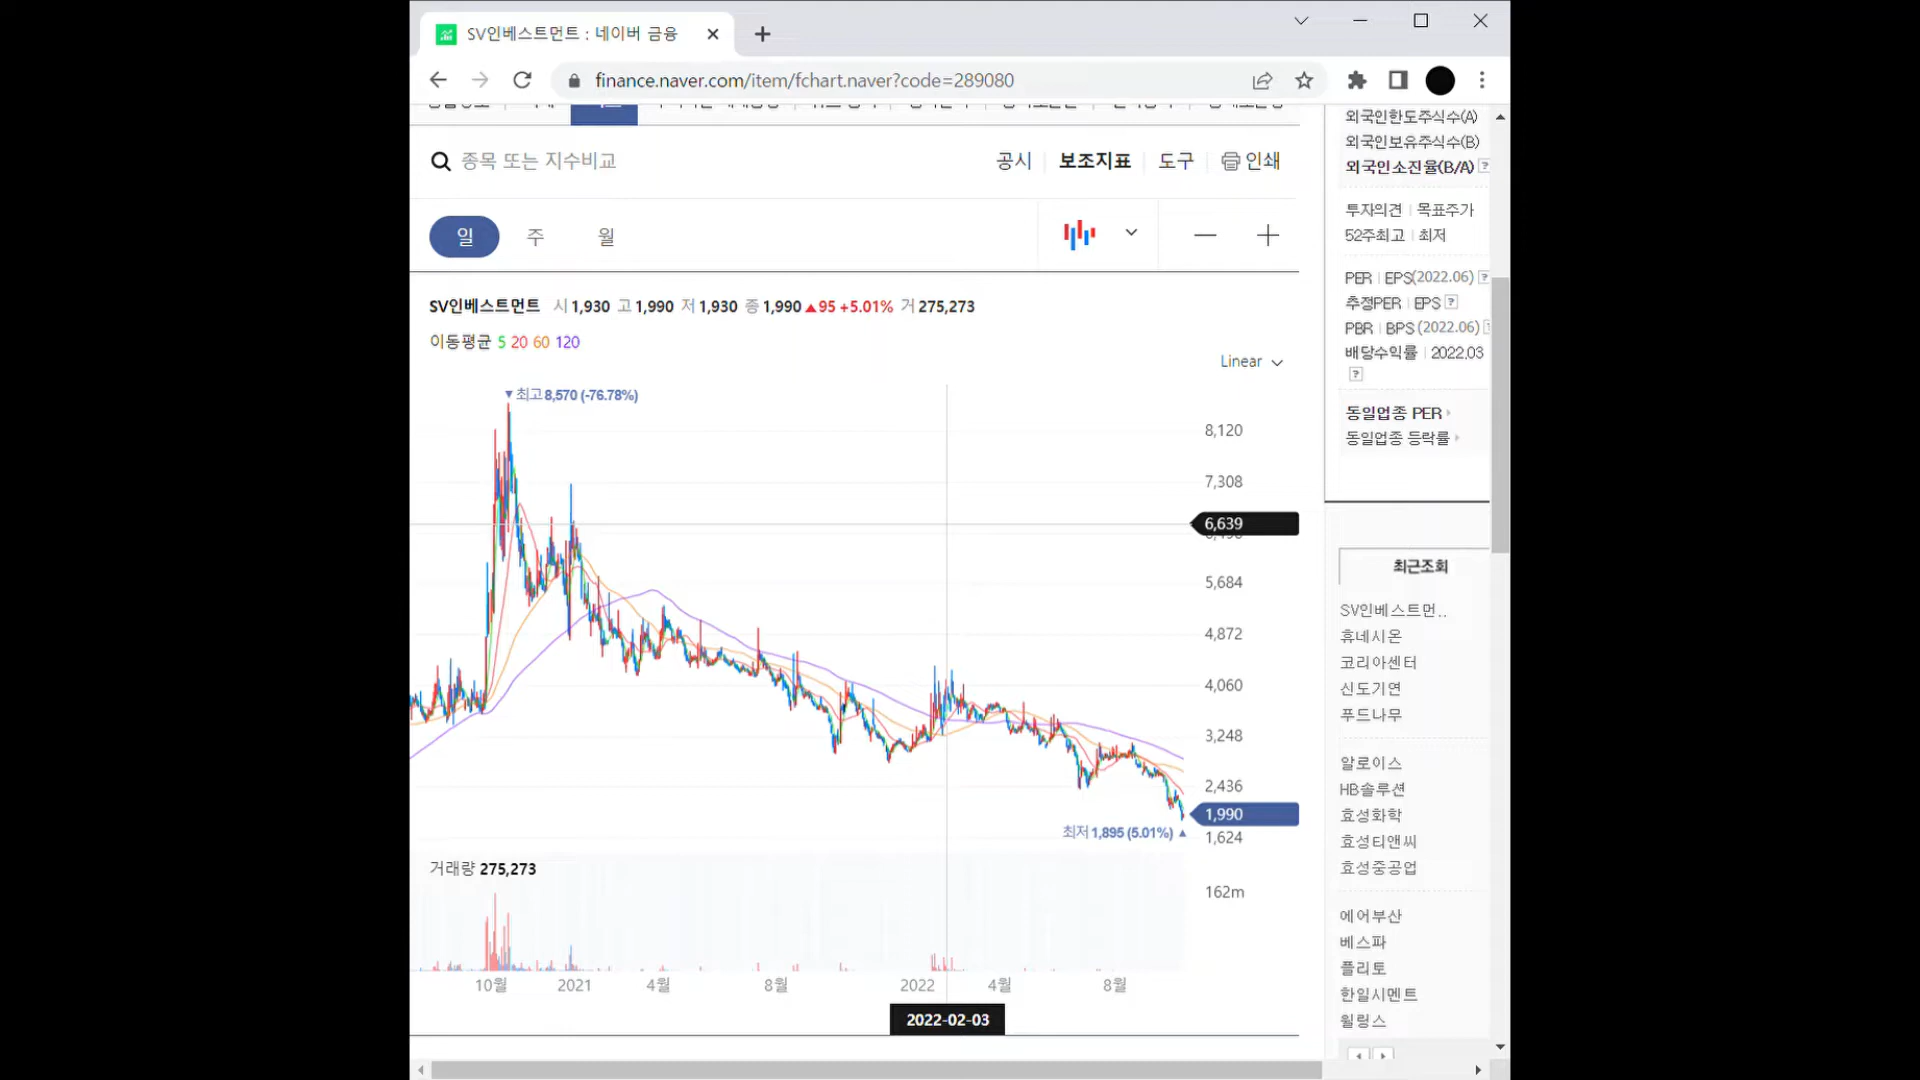 SV인베스트먼트 : 네이버 금융
finance.naver.com/item/fchart.naver?code=289080
종목 또는 지수비교
공시 보조지표 도구 인쇄
일 주 월
SV인베스트먼트 시 1,930 고 1,990 저 1,930 종 1,990 ▲95 +5.01% 거 275,273
이동평균 5 20 60 120
Linear
▼최고 8,570 (-76.78%)
8,120
7,308
6,639
5,684
4,872
4,060
3,248
2,436
1,990
최저 1,895 (5.01%) ▲
1,624
거래량 275,273
162m
10월 2021 4월 8월 2022 4월 8월
2022-02-03
외국인한도주식수(A)
외국인보유주식수(B)
외국인소진율(B/A) ?
투자의견 | 목표주가
52주최고 | 최저
PER | EPS(2022.06) ?
추정PER | EPS ?
PBR | BPS (2022.06)
배당수익률 | 2022.03
?
동일업종 PER
동일업종 등락률
최근조회
SV인베스트먼..
휴네시온
코리아센터
신도기연
푸드나무
알로이스
HB솔루션
효성화학
효성티앤씨
효성중공업
에어부산
베스파
플리토
한일시멘트
윌링스